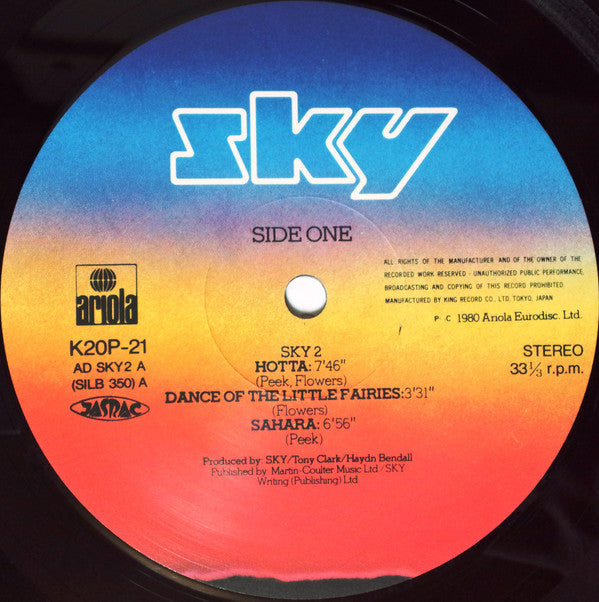 sky
SIDE ONE
ALL RIGHTS OF THE MANUFACTURER AND OF THE OWNER OF THE
RECORDED WORK RESERVED - UNAUTHORIZED PUBLIC PERFORMANCE,
BROADCASTING AND COPYING OF THIS RECORD PROHIBITED.
MANUFACTURED BY KING RECORD CO., LTD. TOKYO, JAPAN
P C 1980 Ariola Eurodisc. Ltd.
ariola
K20P-21
AD SKY 2 A
(SILB 350) A
JASRAC
STEREO
33 1/3 r.p.m.
SKY 2
HOTTA: 7'46"
(Peek, Flowers)
DANCE OF THE LITTLE FAIRIES: 3'31"
(Flowers)
SAHARA: 6'56"
(Peek)
Produced by: SKY/Tony Clark/Haydn Bendall
Published by: Martin-Coulter Music Ltd / SKY
Writing (Publishing) Ltd